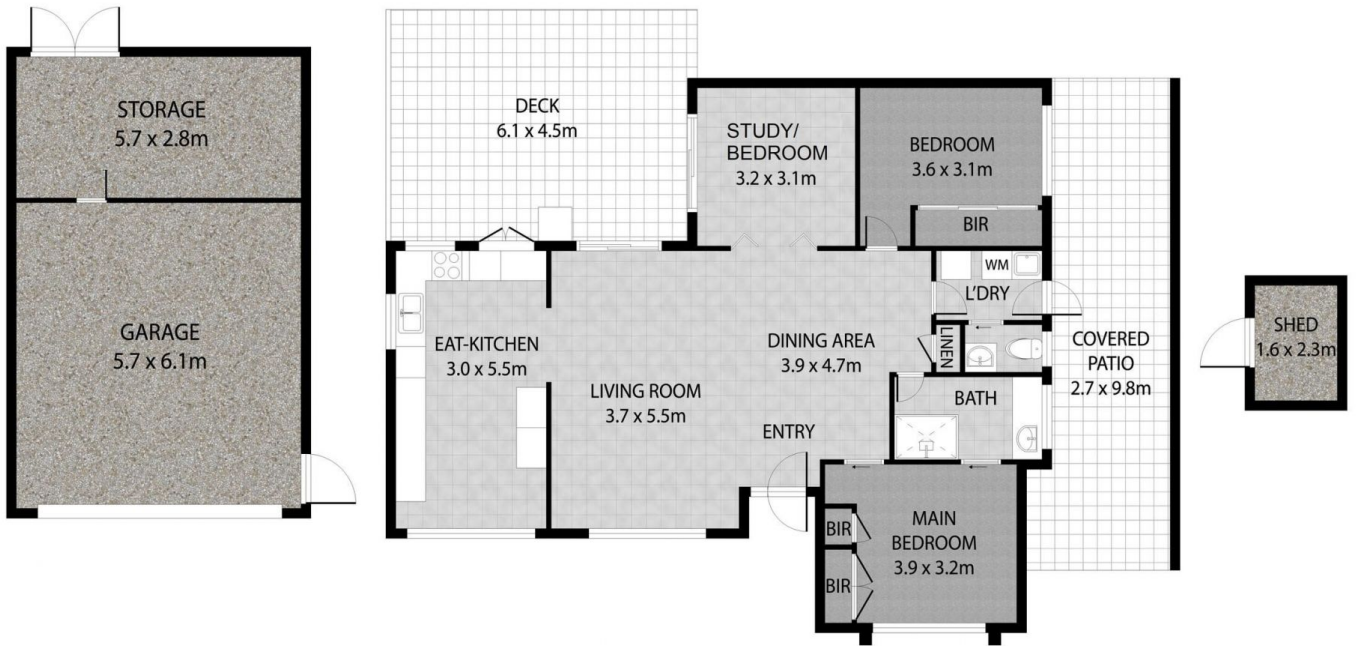 STORAGE
5.7 x 2.8m
GARAGE
5.7 x 6.1m
DECK
6.1 x 4.5m
STUDY/
BEDROOM
3.2 x 3.1m
BEDROOM
3.6 x 3.1m
BIR
WM
L'DRY
LINEN
EAT-KITCHEN
3.0 x 5.5m
LIVING ROOM
3.7 x 5.5m
DINING AREA
3.9 x 4.7m
ENTRY
BATH
COVERED
PATIO
2.7 x 9.8m
SHED
1.6 x 2.3m
BIR
BIR
MAIN
BEDROOM
3.9 x 3.2m